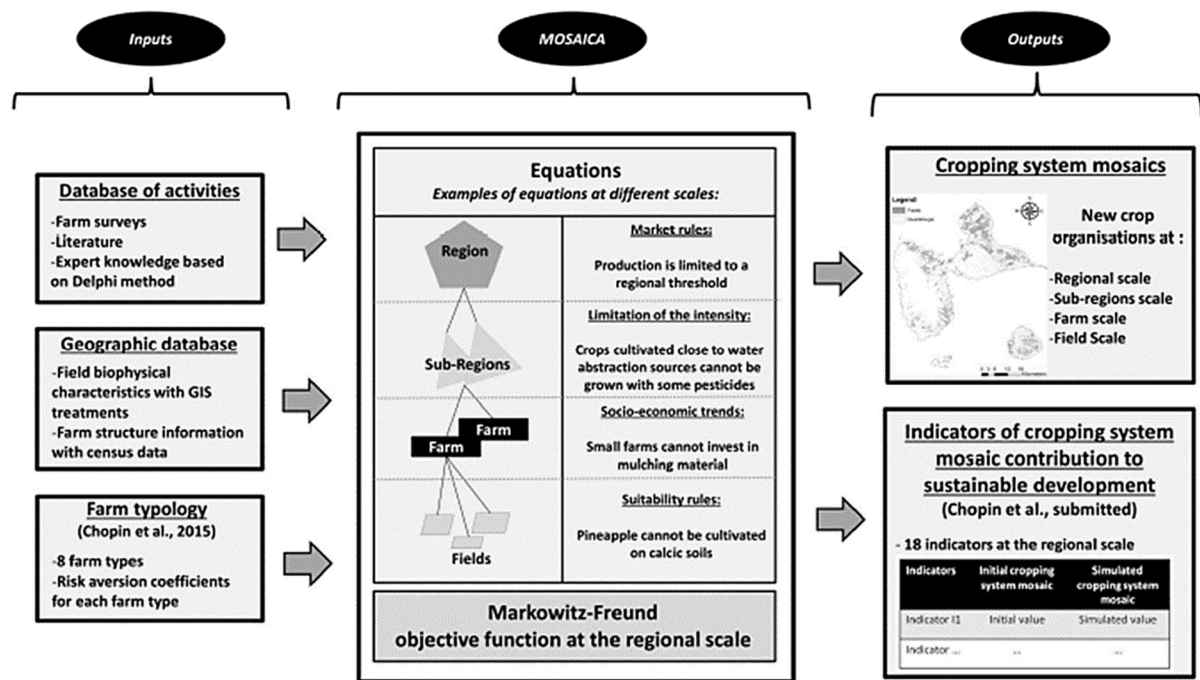 Inputs
MOSAICA
Outputs
Database of activities
-Farm surveys
-Literature
-Expert knowledge based
on Delphi method
Geographic database
-Field biophysical
characteristics with GIS
treatments
-Farm structure information
with census data
Farm typology
(Chopin et al., 2015)
-8 farm types
-Risk aversion coefficients
for each farm type
Equations
Examples of equations at different scales:
Region
Market rules:
Production is limited to a
regional threshold
Sub-Regions
Limitation of the intensity:
Crops cultivated close to water
abstraction sources cannot be
grown with some pesticides
Farm
Farm
Socio-economic trends:
Small farms cannot invest in
mulching material
Fields
Suitability rules:
Pineapple cannot be cultivated
on calcic soils
Markowitz-Freund
objective function at the regional scale
Cropping system mosaics
Legend
New crop
organisations at :
-Regional scale
-Sub-regions scale
-Farm scale
-Field Scale
Indicators of cropping system
mosaic contribution to
sustainable development
(Chopin et al., submitted)
- 18 indicators at the regional scale
Indicators
Initial cropping
system mosaic
Simulated
cropping system
mosaic
Indicator I1
Initial value
Simulated value
Indicator ...
...
...